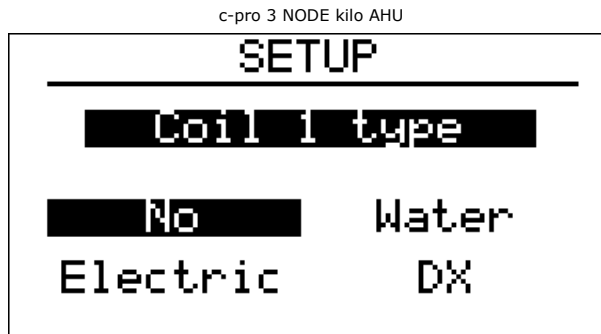 c-pro 3 NODE kilo AHU
SETUP
Coil 1 type
No Water
Electric DX